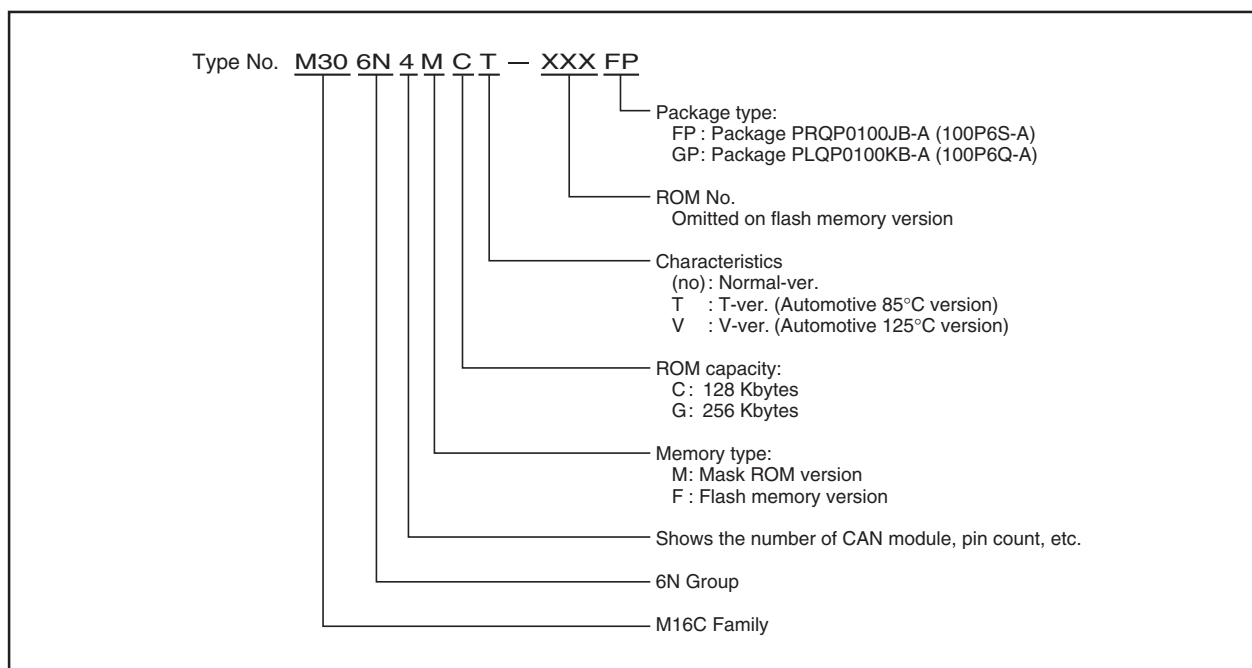 Type No. M30 6N 4 M C T — XXX FP
Package type:
FP : Package PRQP0100JB-A (100P6S-A)
GP: Package PLQP0100KB-A (100P6Q-A)
ROM No.
Omitted on flash memory version
Characteristics
(no) : Normal-ver.
T : T-ver. (Automotive 85°C version)
V : V-ver. (Automotive 125°C version)
ROM capacity:
C : 128 Kbytes
G : 256 Kbytes
Memory type:
M: Mask ROM version
F : Flash memory version
Shows the number of CAN module, pin count, etc.
6N Group
M16C Family